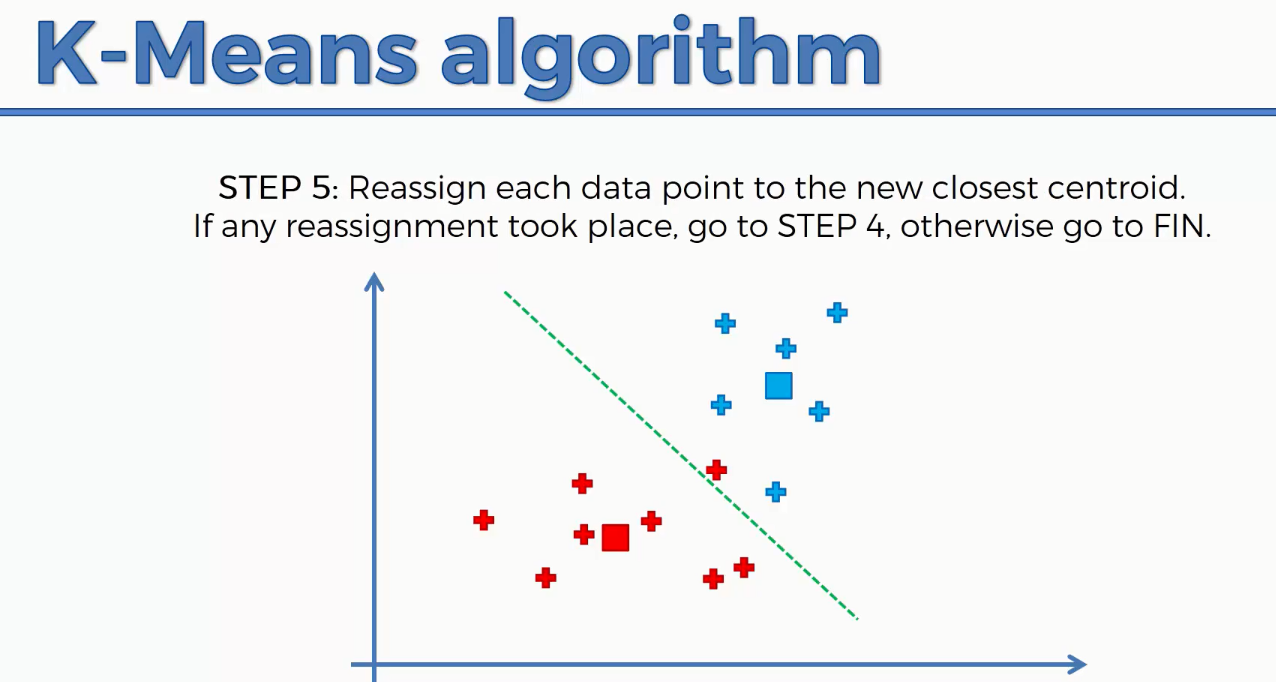 K-Means algorithm
STEP 5: Reassign each data point to the new closest centroid.
If any reassignment took place, go to STEP 4, otherwise go to FIN.